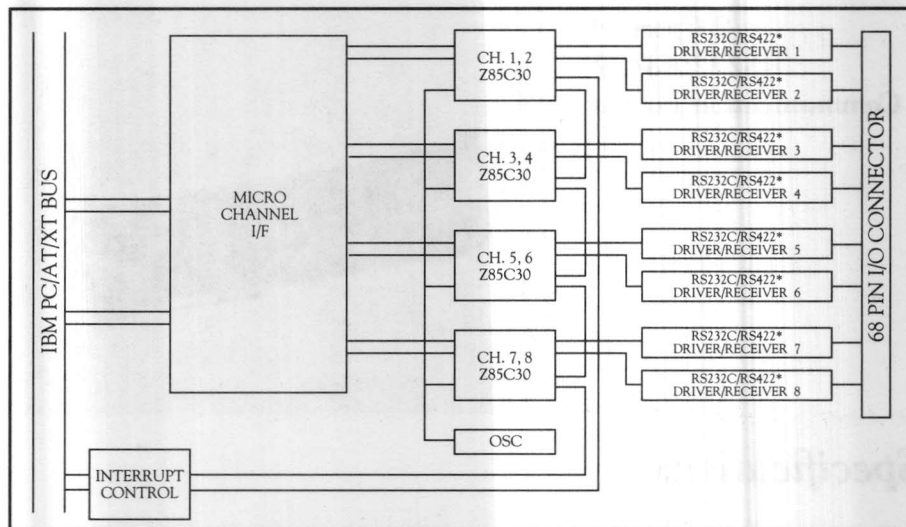 IBM PC/AT/XT BUS
MICRO
CHANNEL
I/F
INTERRUPT
CONTROL
CH. 1, 2
Z85C30
CH. 3, 4
Z85C30
CH. 5, 6
Z85C30
CH. 7, 8
Z85C30
OSC
RS232C/RS422*
DRIVER/RECEIVER 1
RS232C/RS422*
DRIVER/RECEIVER 2
RS232C/RS422*
DRIVER/RECEIVER 3
RS232C/RS422*
DRIVER/RECEIVER 4
RS232C/RS422*
DRIVER/RECEIVER 5
RS232C/RS422*
DRIVER/RECEIVER 6
RS232C/RS422*
DRIVER/RECEIVER 7
RS232C/RS422*
DRIVER/RECEIVER 8
68 PIN I/O CONNECTOR